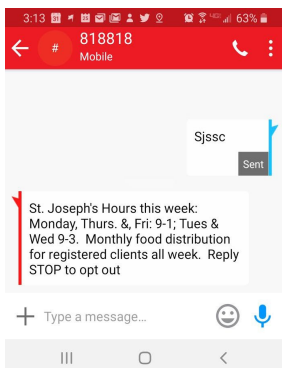 3:13
63%
# 818818
Mobile
Sjssc
Sent
St. Joseph's Hours this week:
Monday, Thurs. &, Fri: 9-1; Tues &
Wed 9-3.  Monthly food distribution
for registered clients all week.  Reply
STOP to opt out
Type a message...